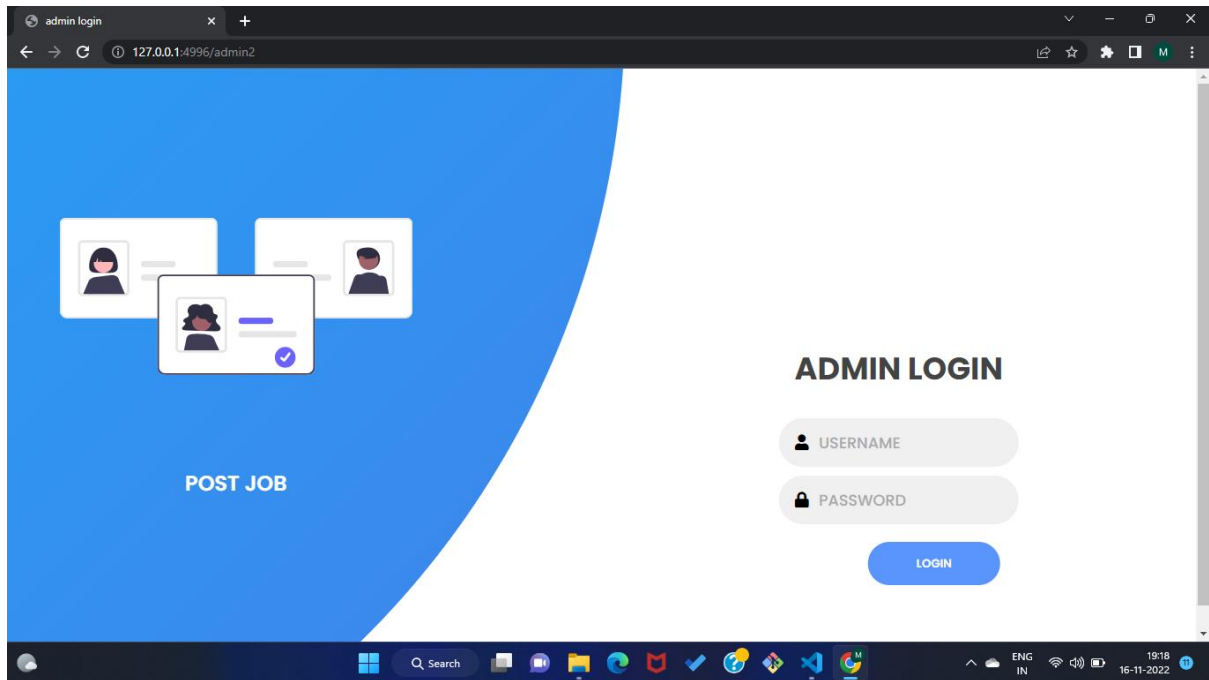 admin login
127.0.0.1:4996/admin2
M
POST JOB
ADMIN LOGIN
USERNAME
PASSWORD
LOGIN
Search
M
ENG
IN
19:18
16-11-2022
11